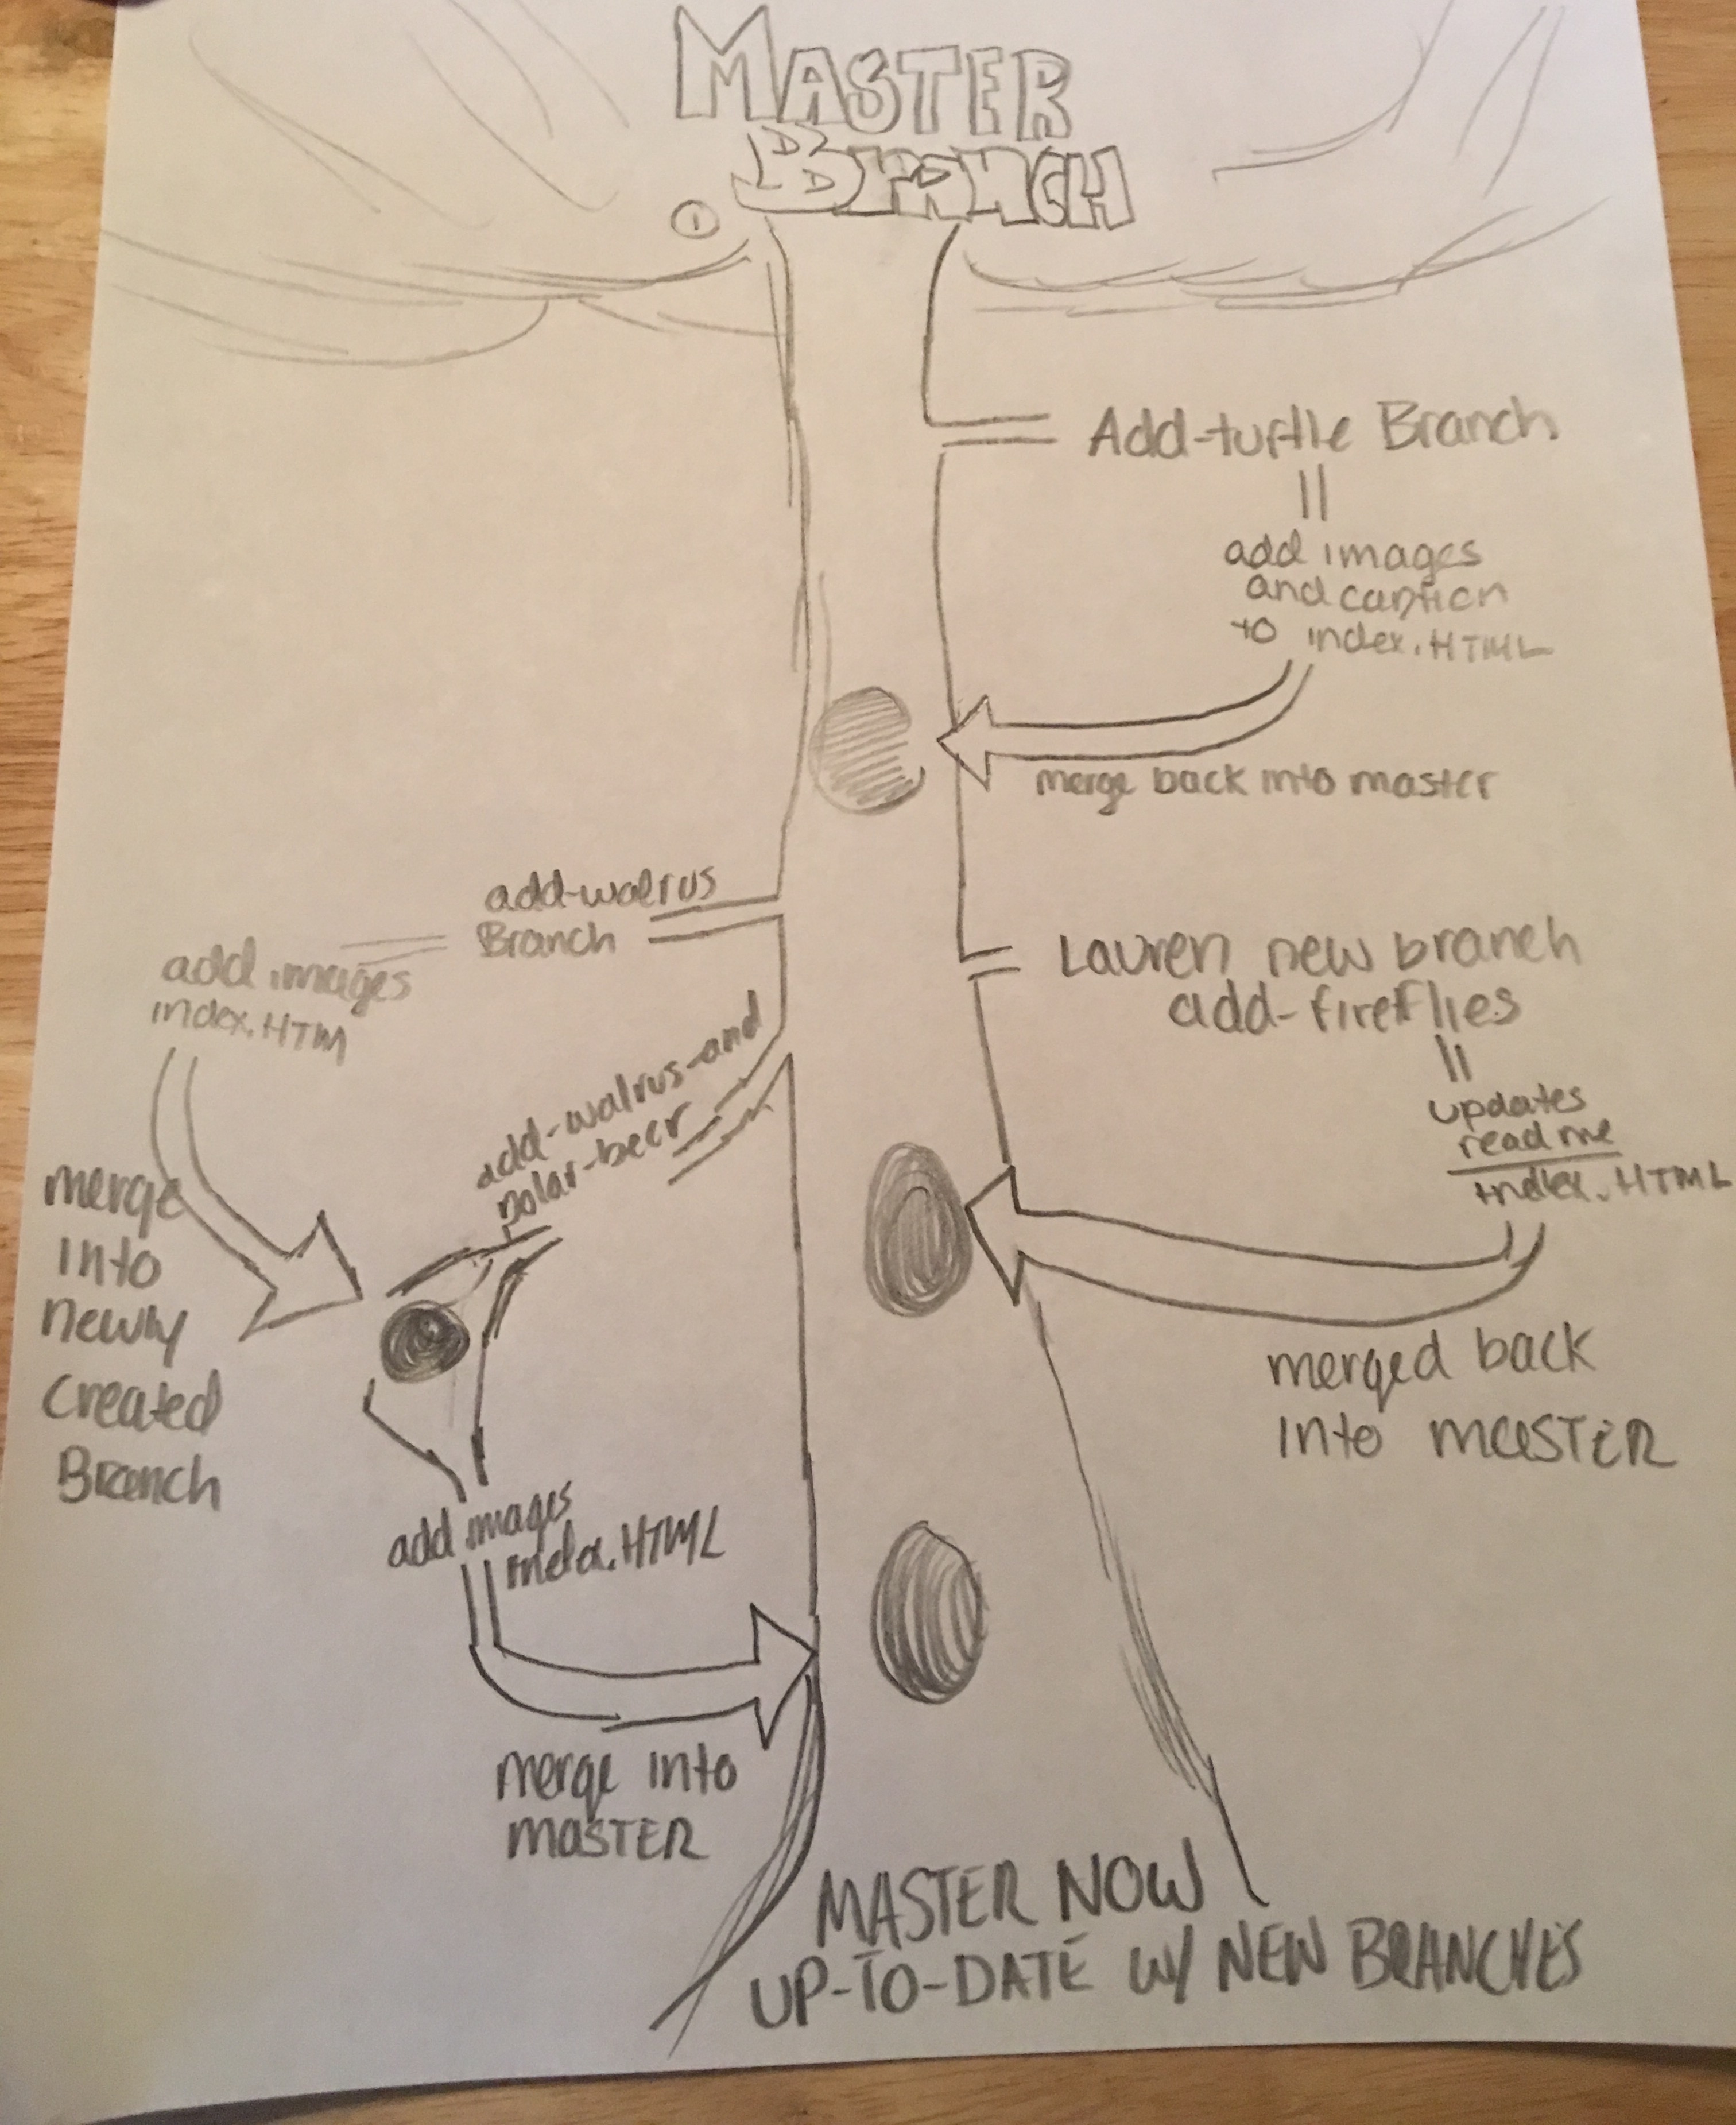 MASTER
BRANCH
1
Add-turtle Branch
add images
and caption
to index.HTML
merge back into master
add-walrus
Branch
add images
index.HTM
merge
into
newly
created
Branch
Lauren new branch
add-fireflies
updates
read me
index.HTML
merged back
into master
add-walrus-and
polar-bear
add images
index.HTML
merge into
master
MASTER NOW
UP-TO-DATE W/ NEW BRANCHES